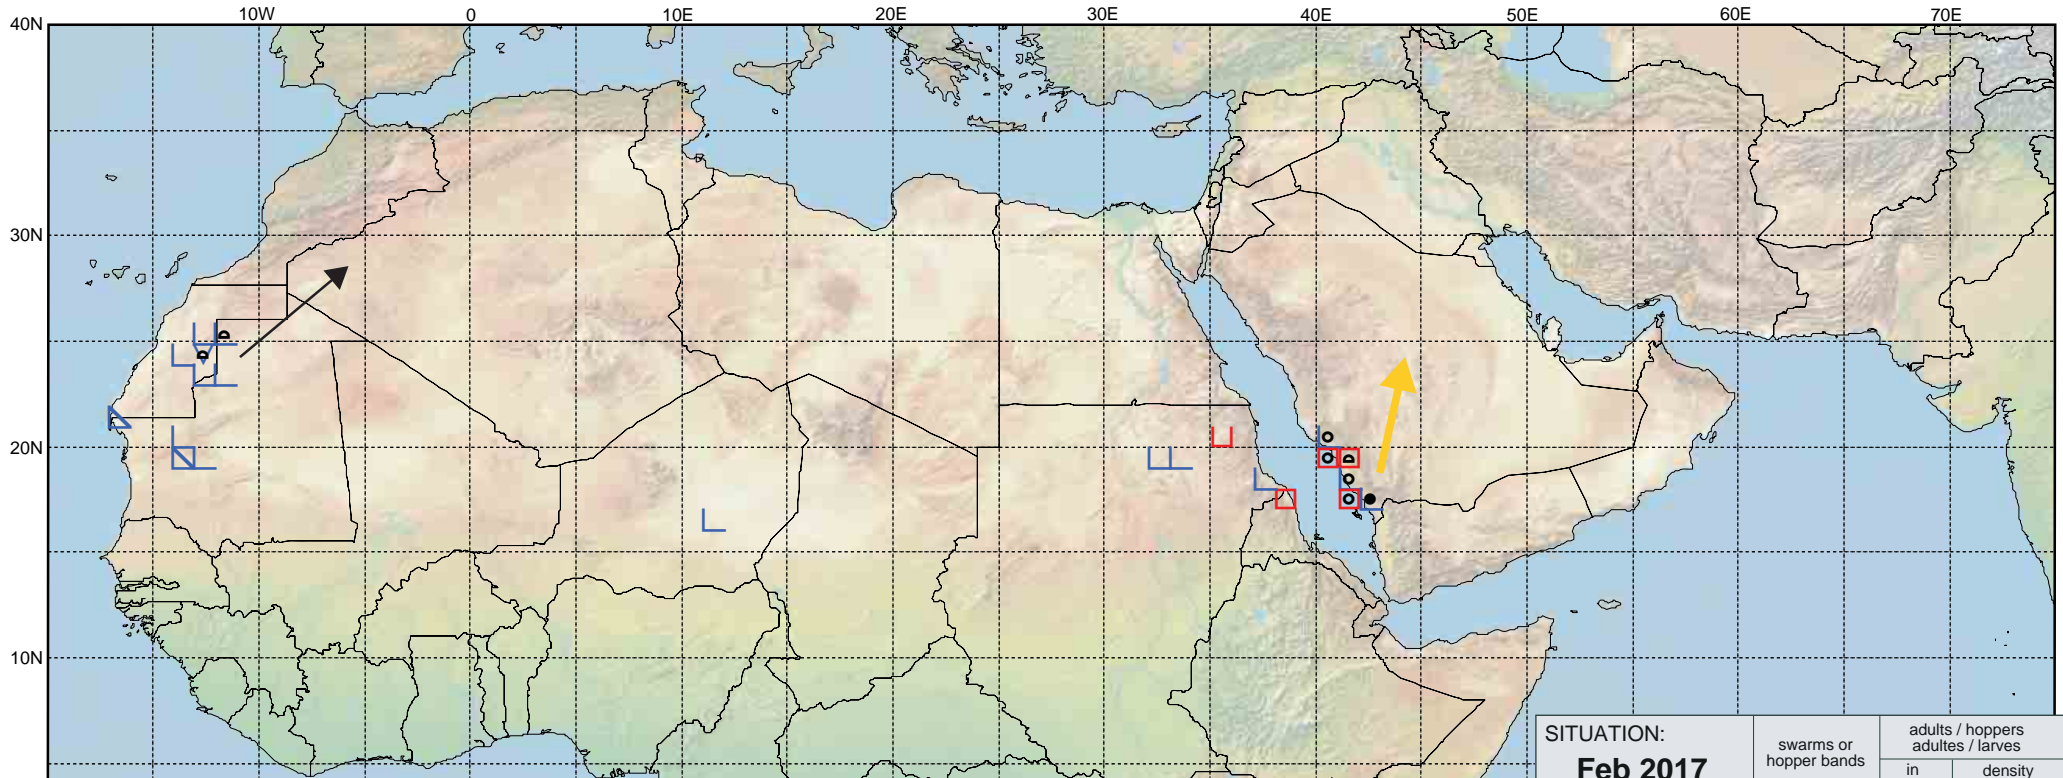 10W 0 10E 20E 30E 40E 50E 60E 70E
40N
30N
20N
10N
SITUATION:
Feb 2017
swarms or
hopper bands
adults / hoppers
adultes / larves
in density